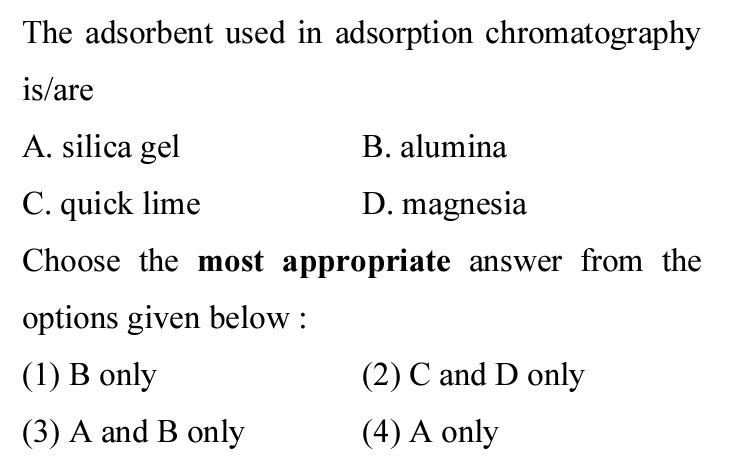 The adsorbent used in adsorption chromatography
is/are
A. silica gel B. alumina
C. quick lime D. magnesia
Choose the most appropriate answer from the
options given below :
(1) B only (2) C and D only
(3) A and B only (4) A only